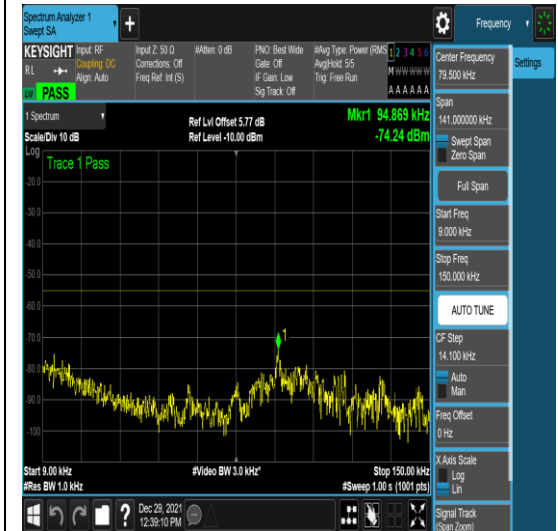 Spectrum Analyzer 1
Swept SA
Frequency
KEYSIGHT
RL
Input: RF
Coupling: DC
Align: Auto
Input Z: 50 Ω
Corrections: Off
Freq Ref: Int (S)
#Atten: 0 dB
PNO: Best Wide
Gate: Off
IF Gain: Low
Sig Track: Off
#Avg Type: Power (RMS
Avg|Hold: 5/5
Trig: Free Run
1 2 3 4 5 6
M W W W W W
A A A A A A
PASS
1 Spectrum
Scale/Div 10 dB
Ref Lvl Offset 5.77 dB
Ref Level -10.00 dBm
Mkr1 94.869 kHz
-74.24 dBm
Log
Trace 1 Pass
-20.0
-30.0
-40.0
-50.0
-60.0
-70.0
-80.0
-90.0
-100
1
Start 9.00 kHz
#Res BW 1.0 kHz
#Video BW 3.0 kHz*
Stop 150.00 kHz
#Sweep 1.00 s (1001 pts)
?
Dec 29, 2021
12:39:10 PM
Center Frequency
79.500 kHz
Settings
Span
141.000000 kHz
Swept Span
Zero Span
Full Span
Start Freq
9.000 kHz
Stop Freq
150.000 kHz
AUTO TUNE
CF Step
14.100 kHz
Auto
Man
Freq Offset
0 Hz
X Axis Scale
Log
Lin
Signal Track
(Span Zoom)